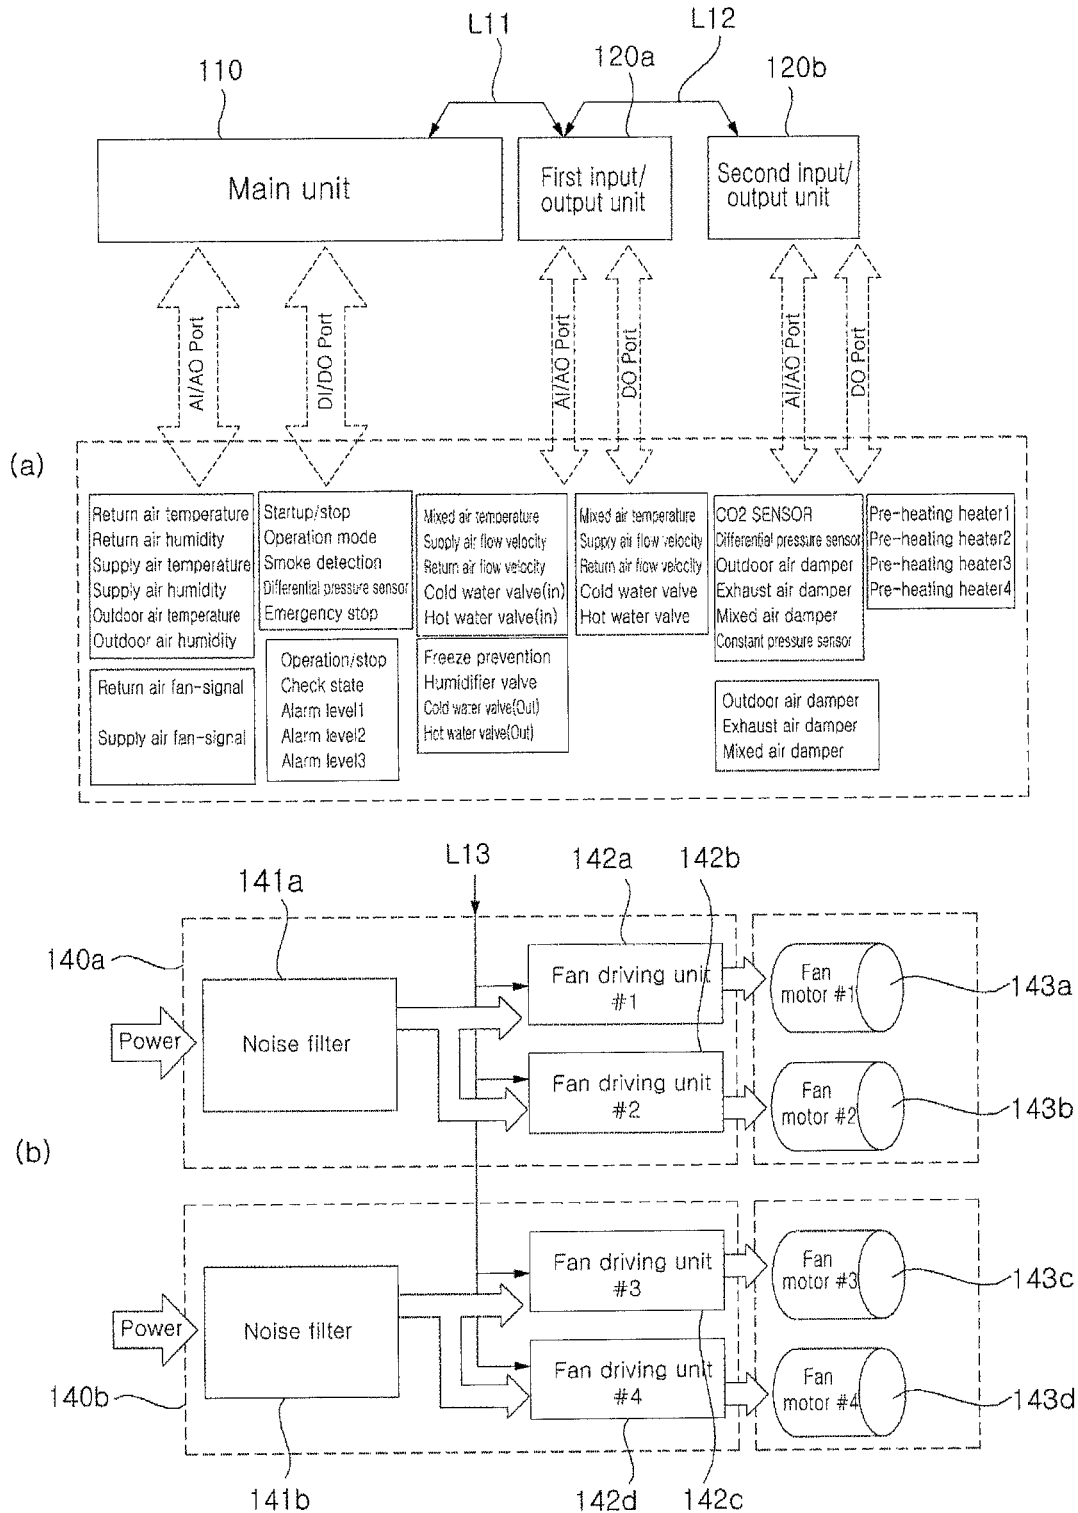 L11
L12
110
120a
120b
Main unit
First input/
output unit
Second input/
output unit
AI/AO Port
DI/DO Port
AI/AO Port
DO Port
AI/AO Port
DO Port
(a)
Return air temperature
Return air humidity
Supply air temperature
Supply air humidity
Outdoor air temperature
Outdoor air humidity
Return air fan-signal
Supply air fan-signal
Startup/stop
Operation mode
Smoke detection
Differential pressure sensor
Emergency stop
Operation/stop
Check state
Alarm level1
Alarm level2
Alarm level3
Mixed air temperature
Supply air flow velocity
Return air flow velocity
Cold water valve(in)
Hot water valve(in)
Freeze prevention
Humidifier valve
Cold water valve(Out)
Hot water valve(Out)
Mixed air temperature
Supply air flow velocity
Return air flow velocity
Cold water valve
Hot water valve
CO2 SENSOR
Differential pressure sensor
Outdoor air damper
Exhaust air damper
Mixed air damper
Constant pressure sensor
Outdoor air damper
Exhaust air damper
Mixed air damper
Pre-heating heater1
Pre-heating heater2
Pre-heating heater3
Pre-heating heater4
(b)
L13
142a
142b
141a
140a
Power
Noise filter
Fan driving unit
#1
Fan
motor #1
143a
Fan driving unit
#2
Fan
motor #2
143b
Power
Noise filter
Fan driving unit
#3
Fan
motor #3
143c
Fan driving unit
#4
Fan
motor #4
143d
140b
141b
142d
142c